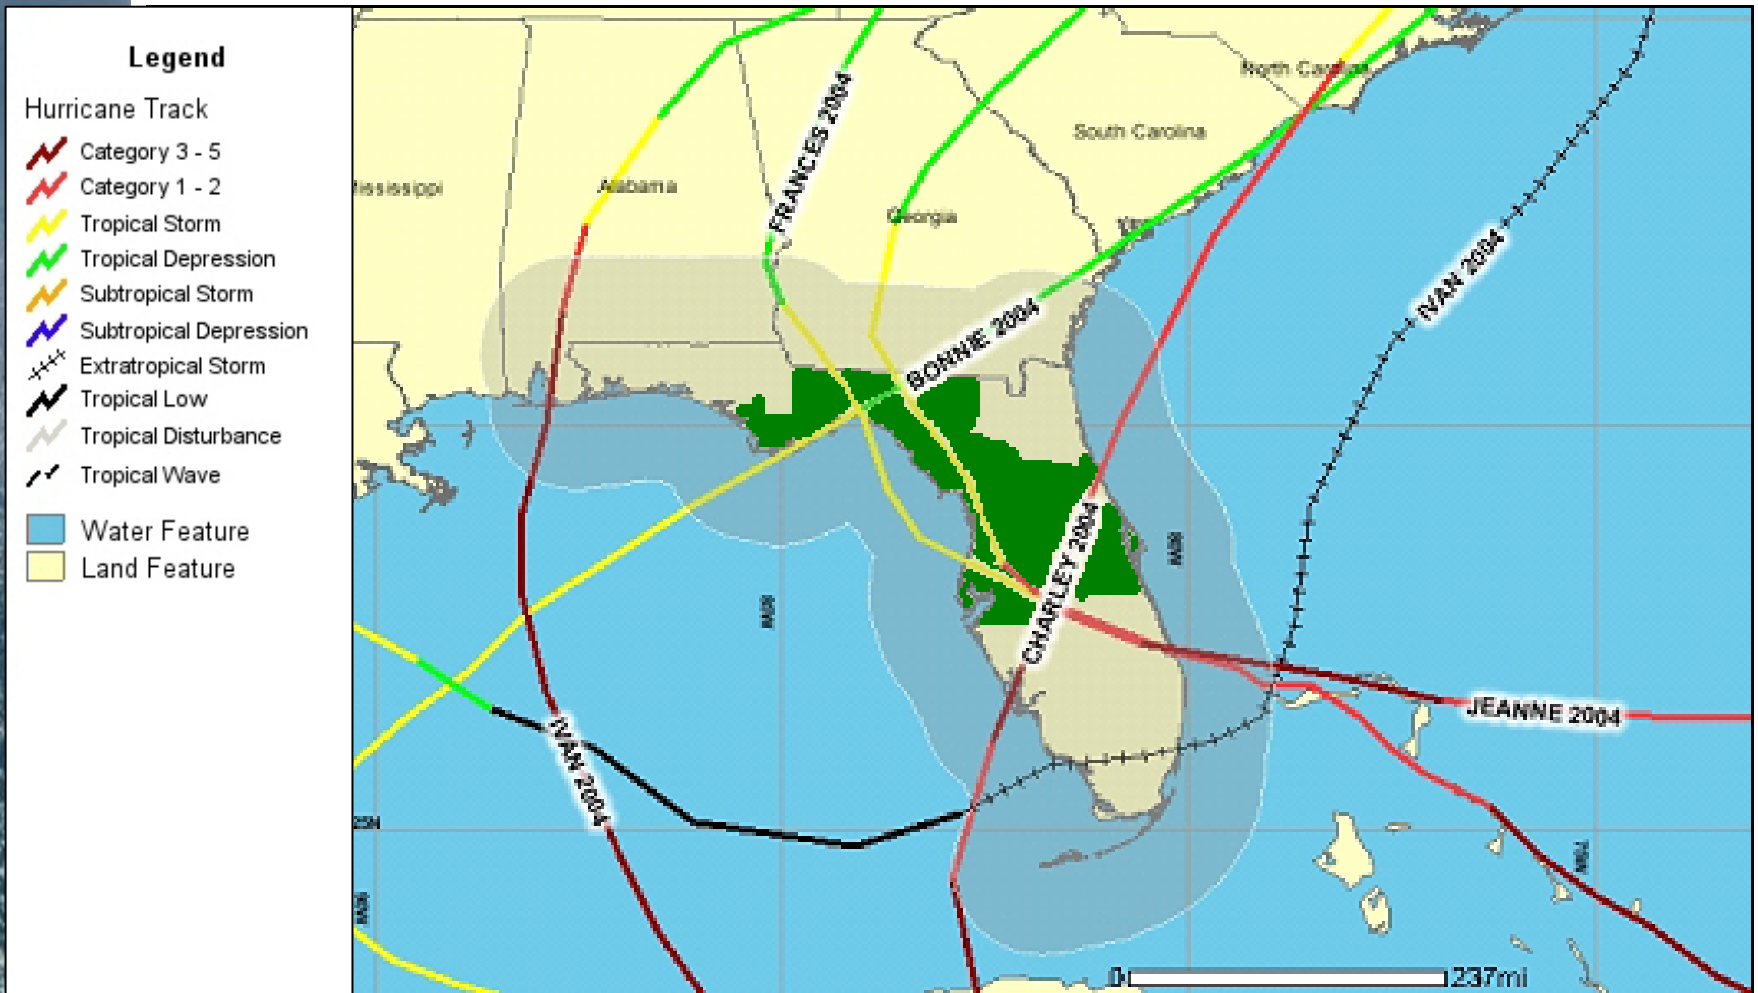 Legend
Hurricane Track
Category 3 - 5
Category 1 - 2
Tropical Storm
Tropical Depression
Subtropical Storm
Subtropical Depression
Extratropical Storm
Tropical Low
Tropical Disturbance
Tropical Wave
Water Feature
Land Feature
North Carolina
South Carolina
ississippi
Alabama
Georgia
FRANCES 2004
BONNIE 2004
IVAN 2004
CHARLEY 2004
JEANNE 2004
IVAN 2004
25N
0
237mi